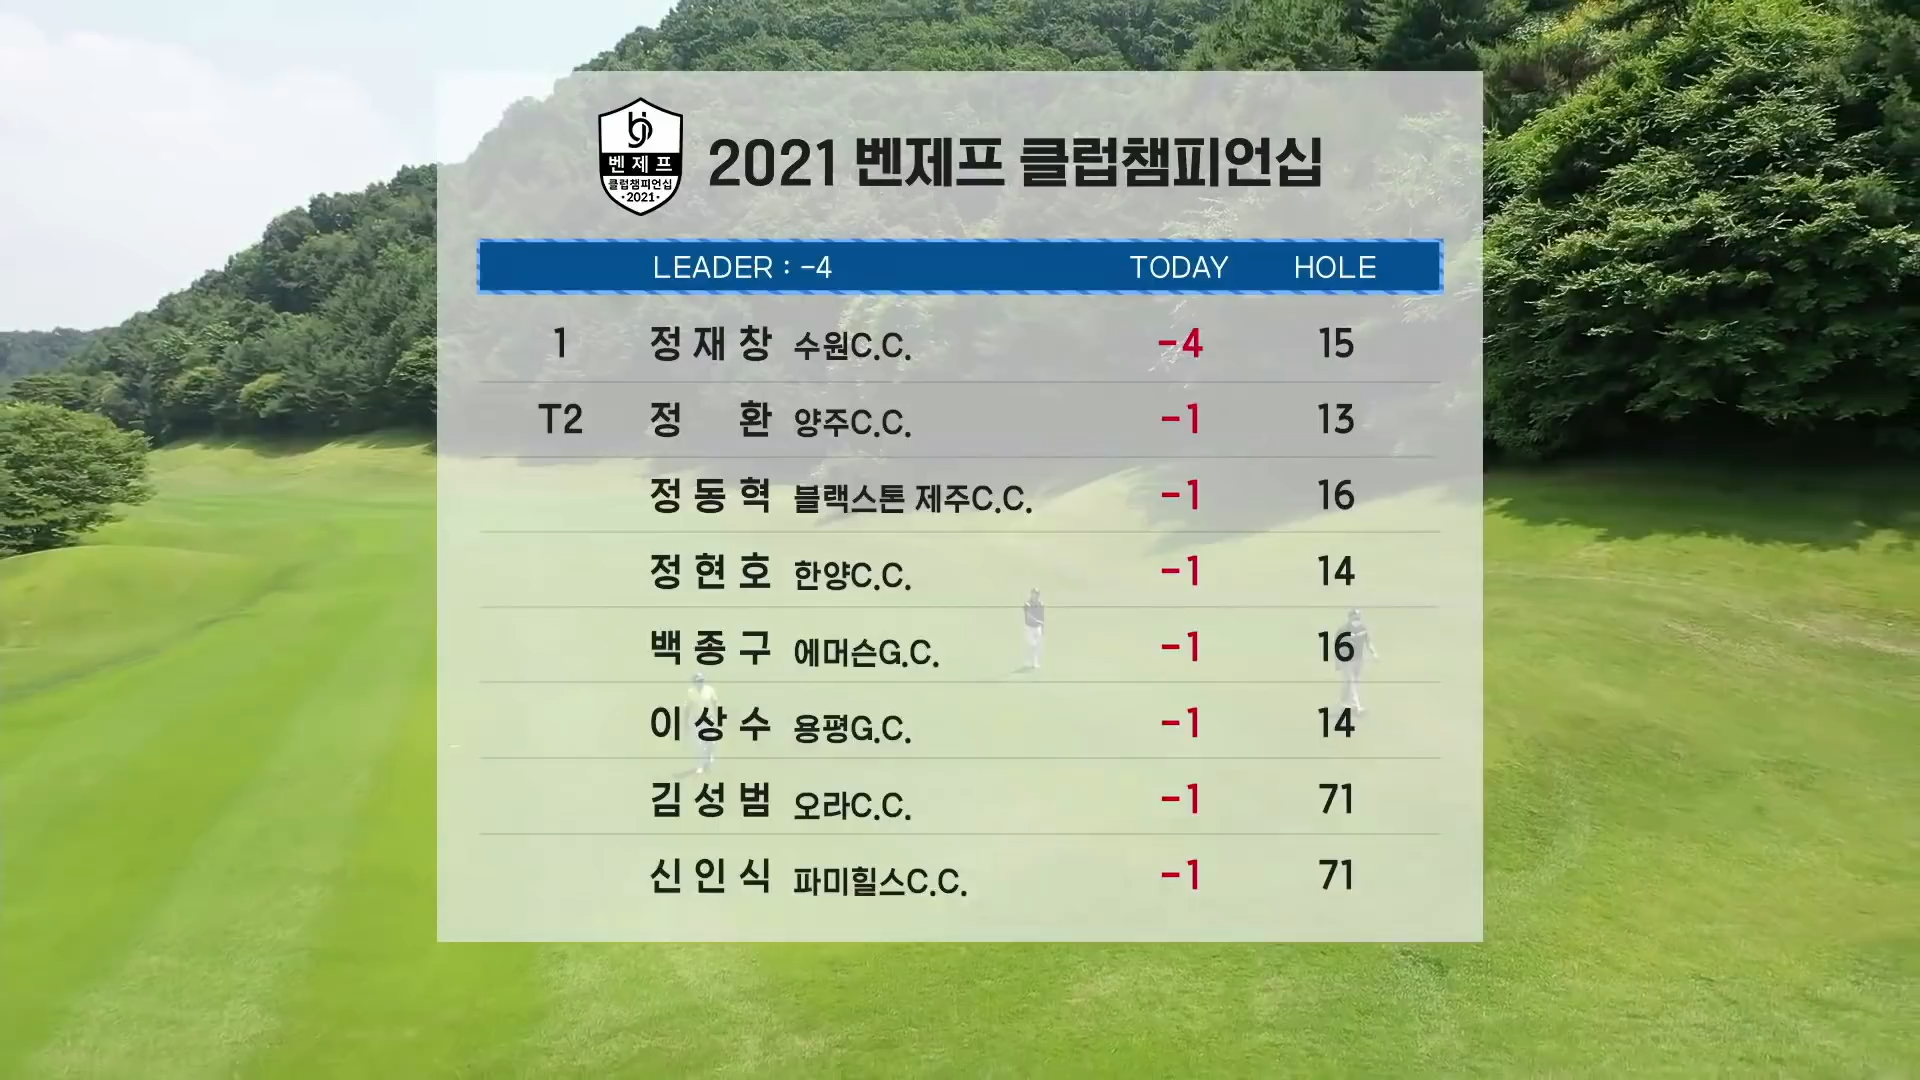 벤제프
클럽챔피언십
·2021·
2021 벤제프 클럽챔피언십
LEADER : -4 TODAY HOLE
1 정재창 수원C.C. -4 15
T2 정 환 양주C.C. -1 13
정동혁 블랙스톤 제주C.C. -1 16
정현호 한양C.C. -1 14
백종구 에머슨G.C. -1 16
이상수 용평G.C. -1 14
김성범 오라C.C. -1 71
신인식 파미힐스C.C. -1 71